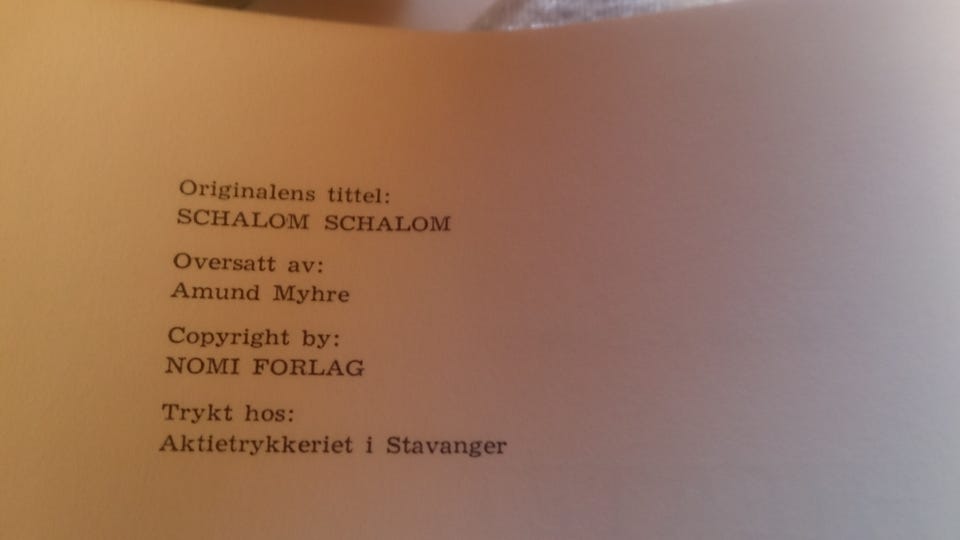 Originalens tittel:
SCHALOM SCHALOM
Oversatt av:
Amund Myhre
Copyright by:
NOMI FORLAG
Trykt hos:
Aktietrykkeriet i Stavanger